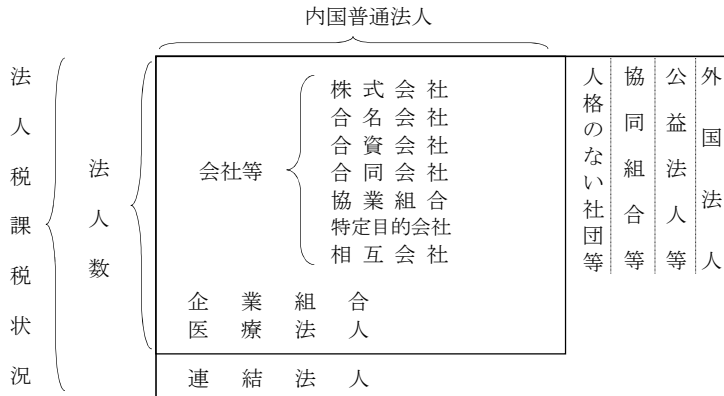 内国普通法人
法人税課税状況
法人数
会社等
株式会社
合名会社
合資会社
合同会社
協業組合
特定目的会社
相互会社
企業組合
医療法人
連結法人
人格のない社団等
協同組合等
公益法人等
外国法人